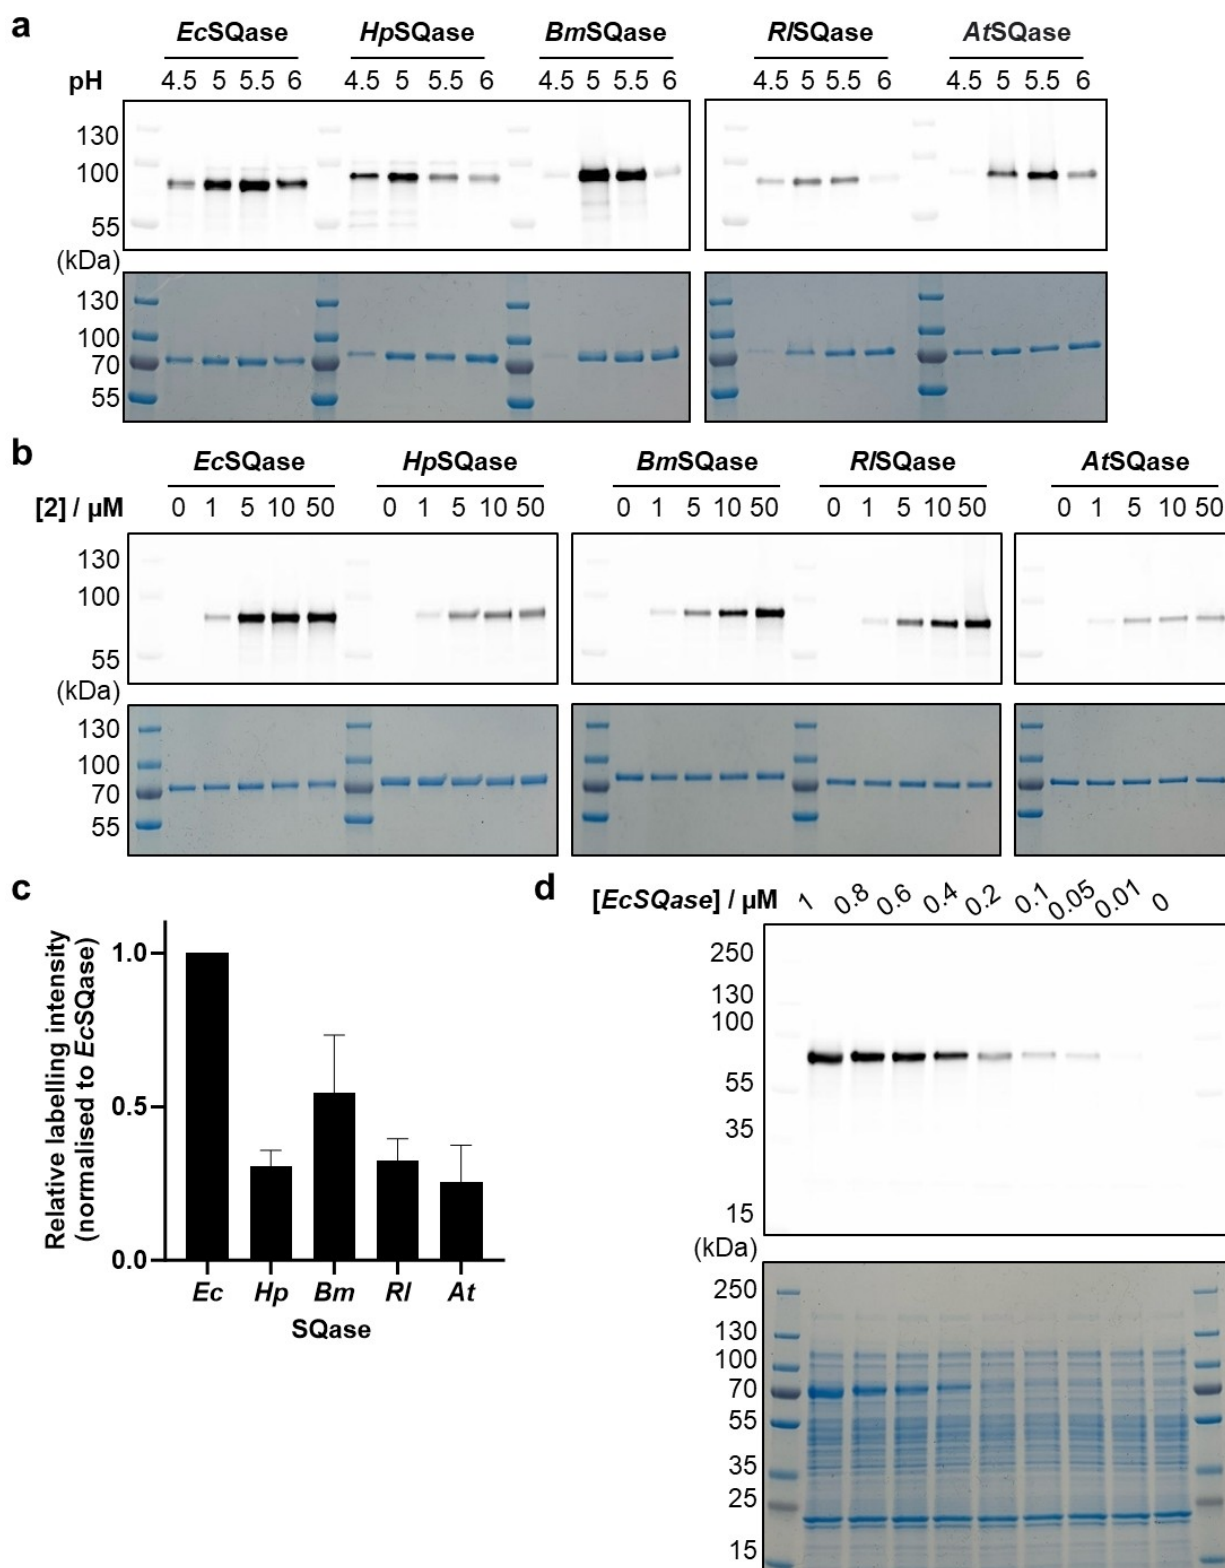 a
EcSQase HpSQase BmSQase RlSQase AtSQase
pH 4.5 5 5.5 6 4.5 5 5.5 6 4.5 5 5.5 6 4.5 5 5.5 6 4.5 5 5.5 6
130
100
55
(kDa)
130
100
70
55
b
EcSQase HpSQase BmSQase RlSQase AtSQase
[2] / μM 0 1 5 10 50 0 1 5 10 50 0 1 5 10 50 0 1 5 10 50 0 1 5 10 50
130
100
55
(kDa)
130
100
70
55
c
Relative labelling intensity
(normalised to EcSQase)
1.0
0.5
0.0
Ec Hp Bm Rl At
SQase
d
[EcSQase] / μM 1 0.8 0.6 0.4 0.2 0.1 0.05 0.01 0
250
130
100
55
35
15
(kDa)
250
130
100
70
55
35
25
15